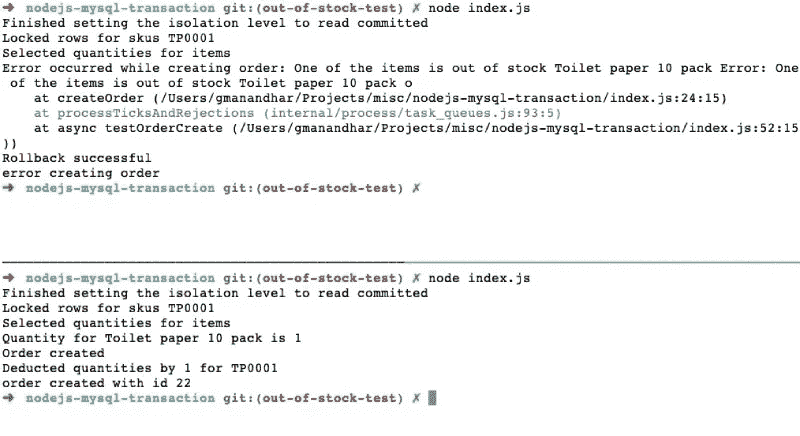 ➜ nodejs-mysql-transaction git:(out-of-stock-test) ✗ node index.js
Finished setting the isolation level to read committed
Locked rows for skus TP0001
Selected quantities for items
Error occurred while creating order: One of the items is out of stock Toilet paper 10 pack Error: One
of the items is out of stock Toilet paper 10 pack o
at createOrder (/Users/gmanandhar/Projects/misc/nodejs-mysql-transaction/index.js:24:15)
at processTicksAndRejections (internal/process/task_queues.js:93:5)
at async testOrderCreate (/Users/gmanandhar/Projects/misc/nodejs-mysql-transaction/index.js:52:15
))
Rollback successful
error creating order
➜ nodejs-mysql-transaction git:(out-of-stock-test) ✗
➜ nodejs-mysql-transaction git:(out-of-stock-test) ✗ node index.js
Finished setting the isolation level to read committed
Locked rows for skus TP0001
Selected quantities for items
Quantity for Toilet paper 10 pack is 1
Order created
Deducted quantities by 1 for TP0001
order created with id 22
➜ nodejs-mysql-transaction git:(out-of-stock-test) ✗